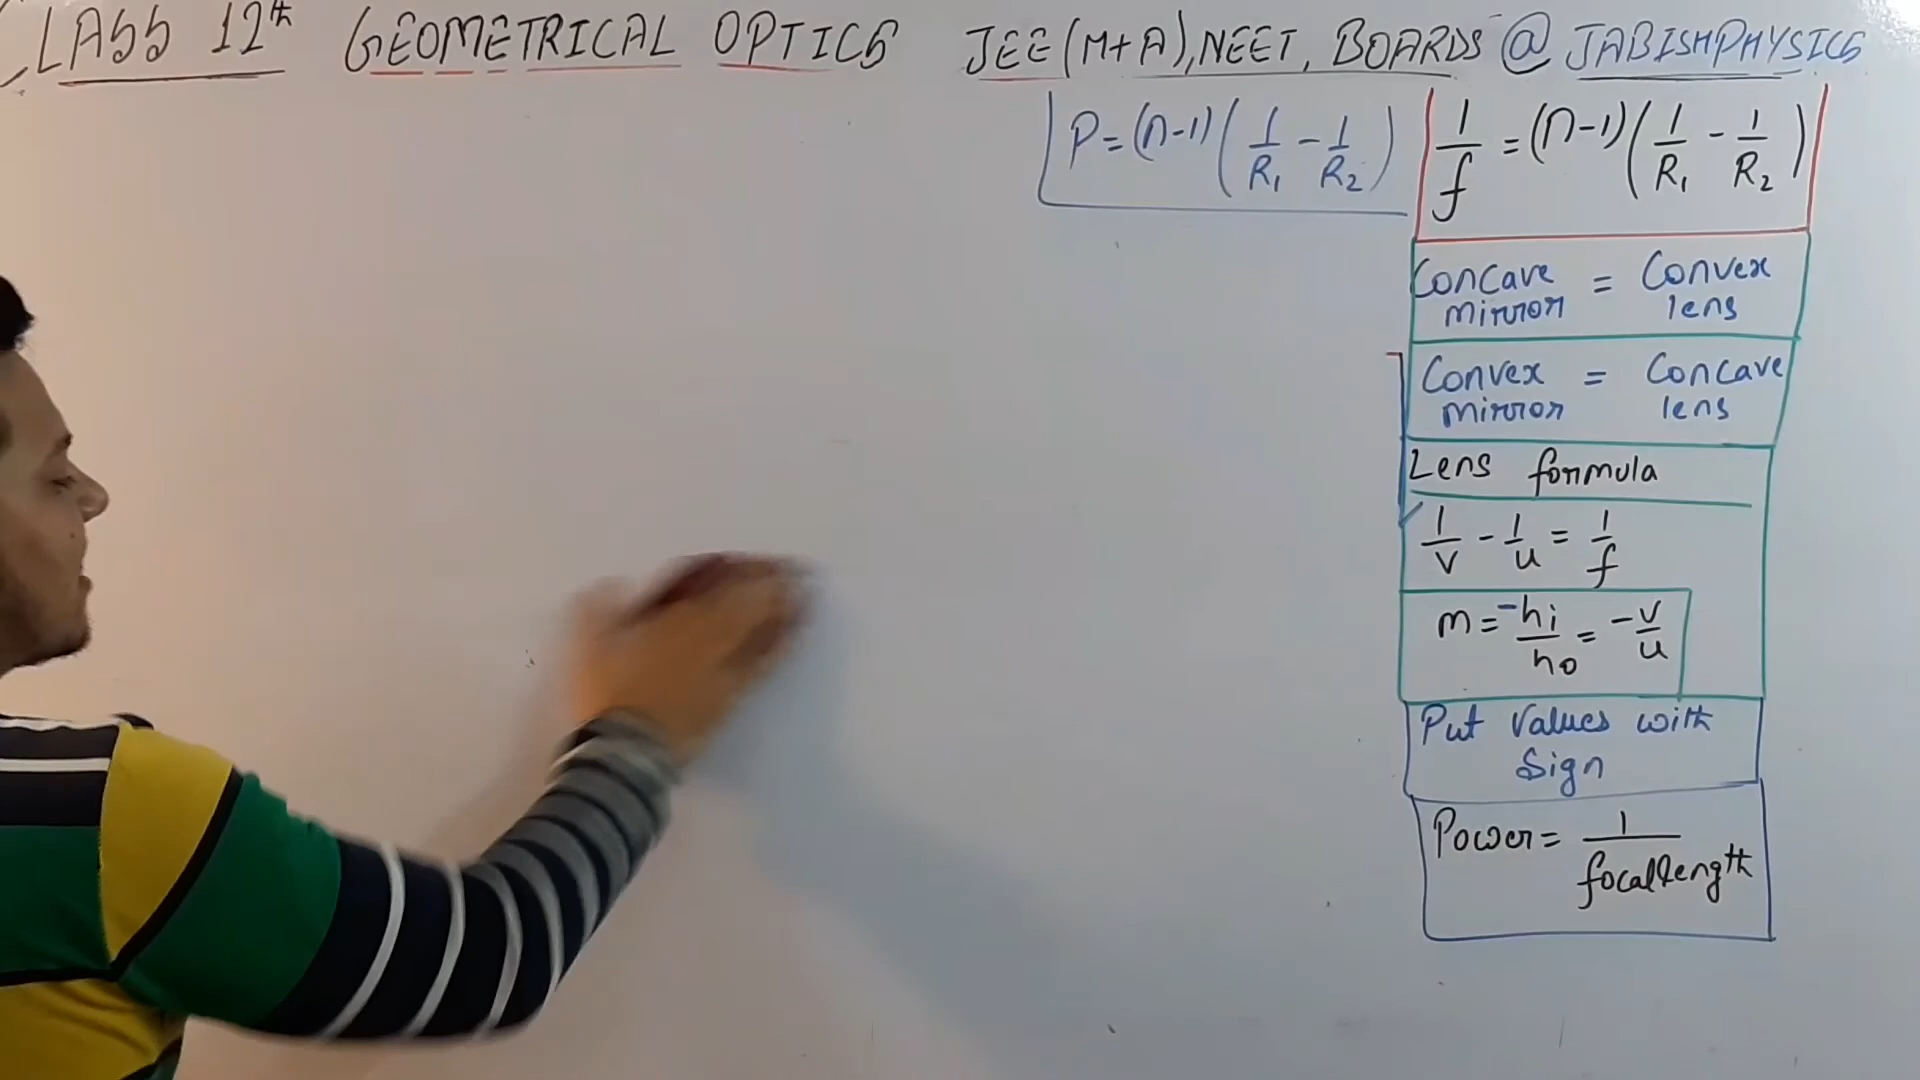 CLASS 12th GEOMETRICAL OPTICS JEE(M+A), NEET, BOARDS @ JABISHPHYSICS
P=(n-1)(1/R1 - 1/R2)
1/f = (n-1)(1/R1 - 1/R2)
Concave mirror = Convex lens
Convex mirror = Concave lens
Lens formula
1/v - 1/u = 1/f
m = -hi/ho = -v/u
Put Values with
Sign
Power = 1/focal length